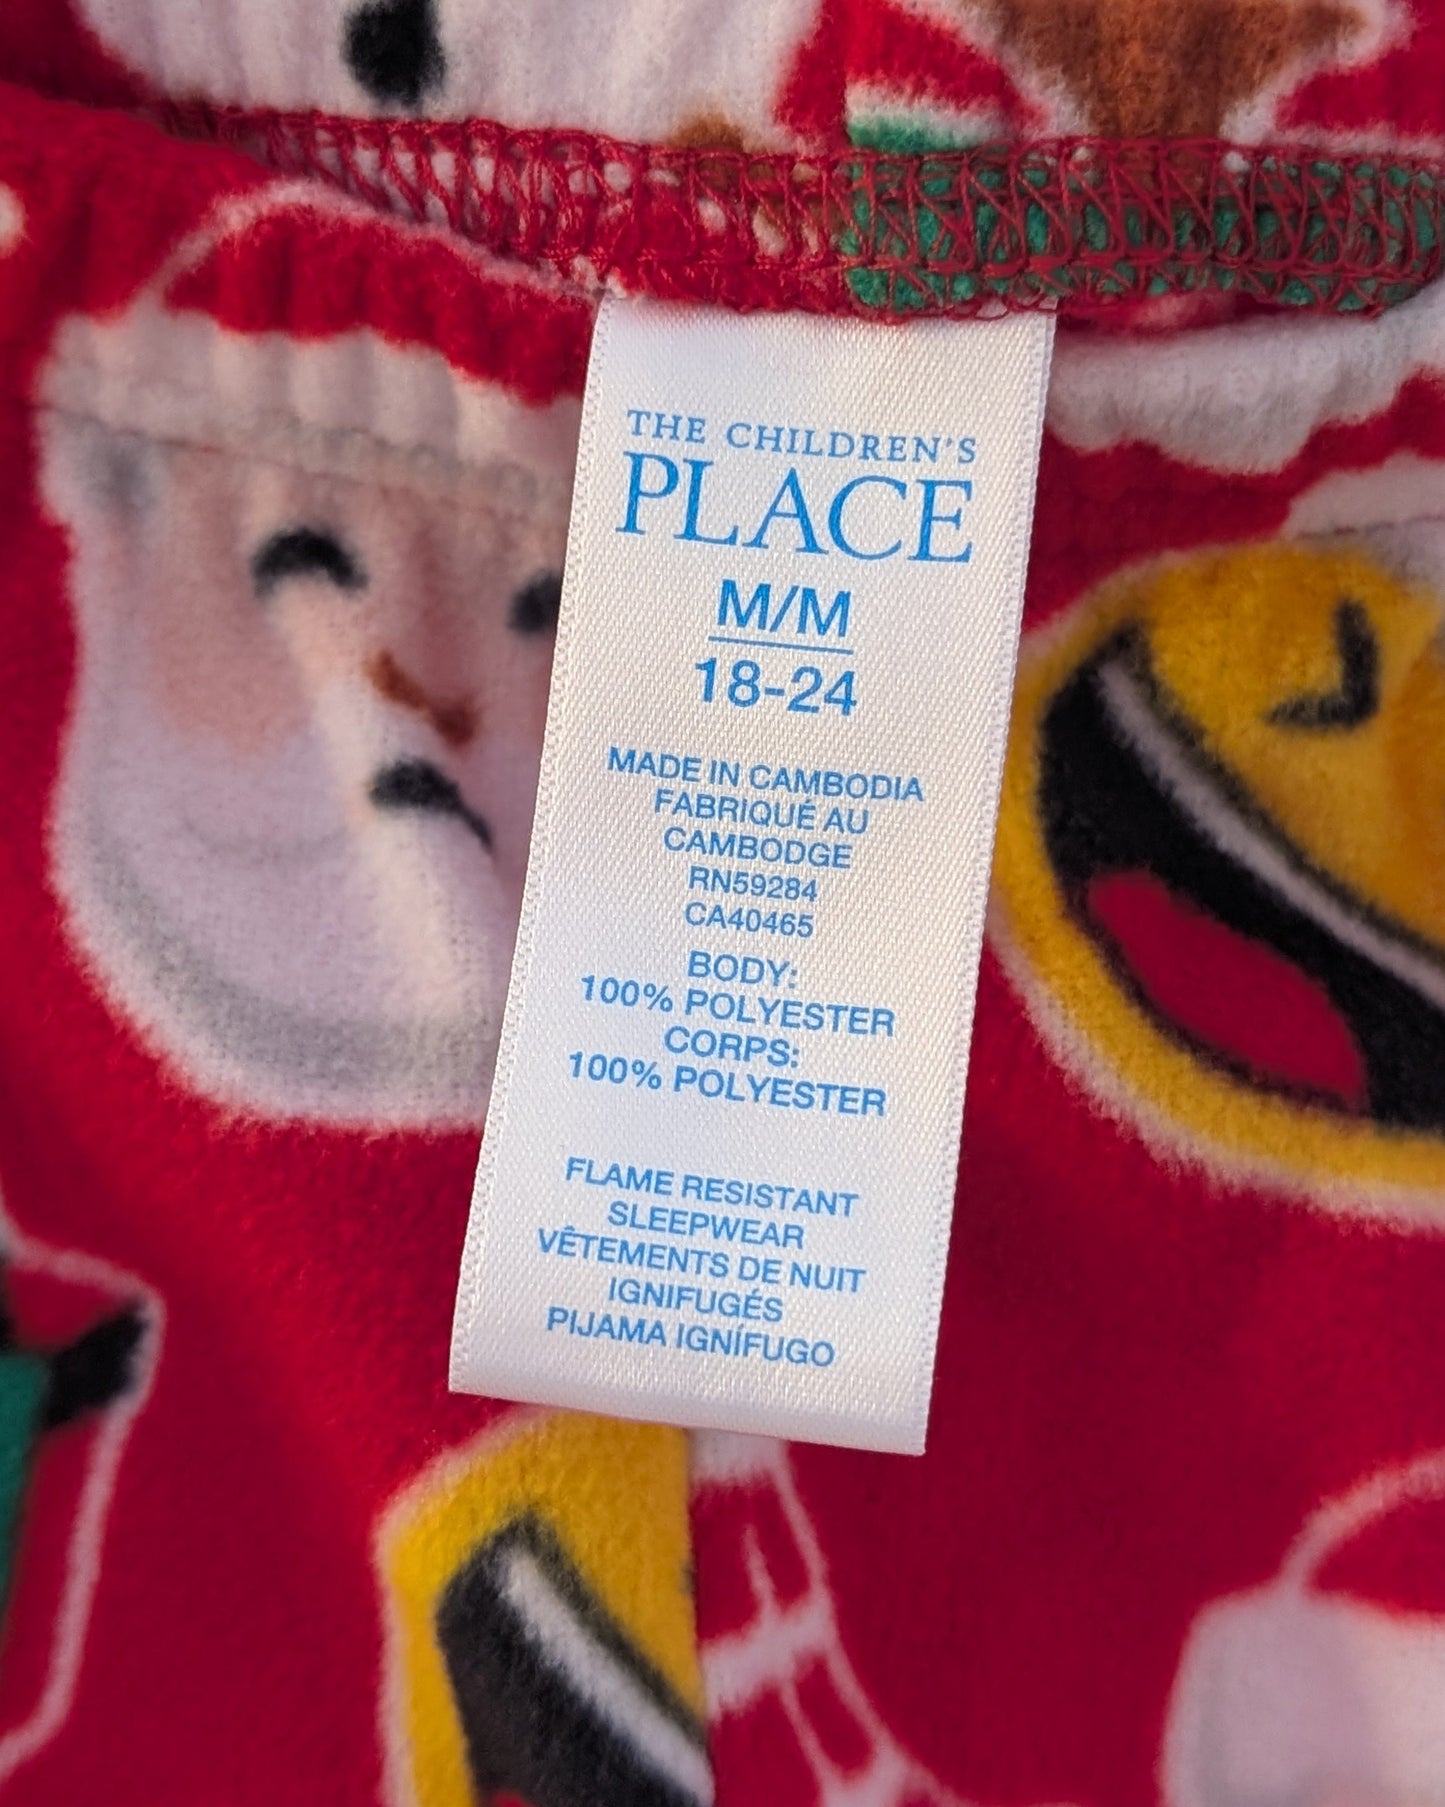 THE CHILDREN'S
PLACE
M/M
18-24
MADE IN CAMBODIA
FABRIQUÉ AU
CAMBODGE
RN59284
CA40465
BODY:
100% POLYESTER
CORPS:
100% POLYESTER
FLAME RESISTANT
SLEEPWEAR
VÊTEMENTS DE NUIT
IGNIFUGÉS
PIJAMA IGNÍFUGO